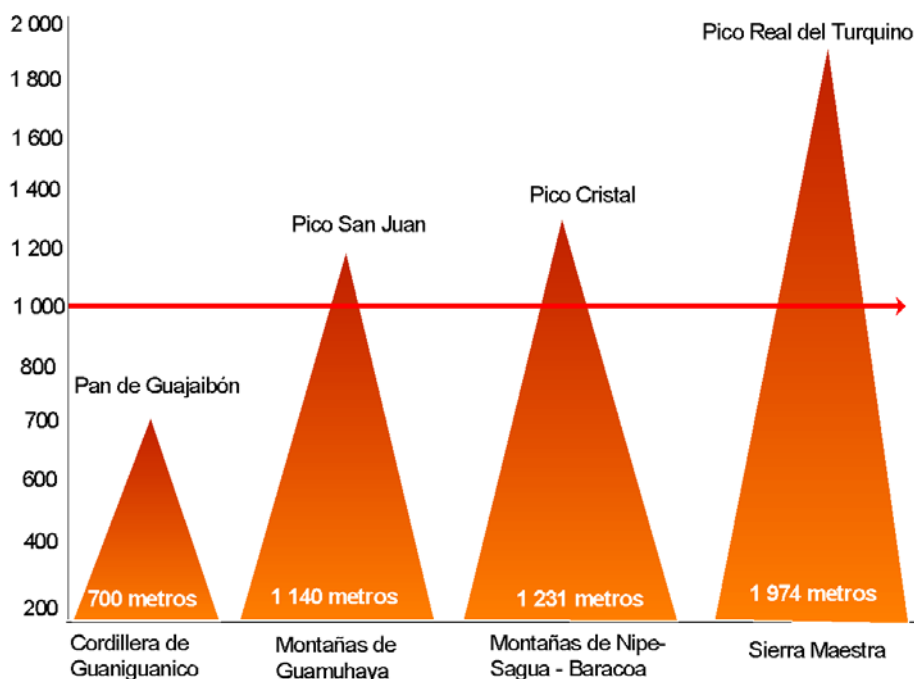 2 000
1 800
1 600
1 400
1 200
1 000
800
700
600
400
200
Pan de Guajaibón
Pico San Juan
Pico Cristal
Pico Real del Turquino
700 metros
1 140 metros
1 231 metros
1 974 metros
Cordillera de
Guaniguanico
Montañas de
Guamuhaya
Montañas de Nipe-
Sagua - Baracoa
Sierra Maestra